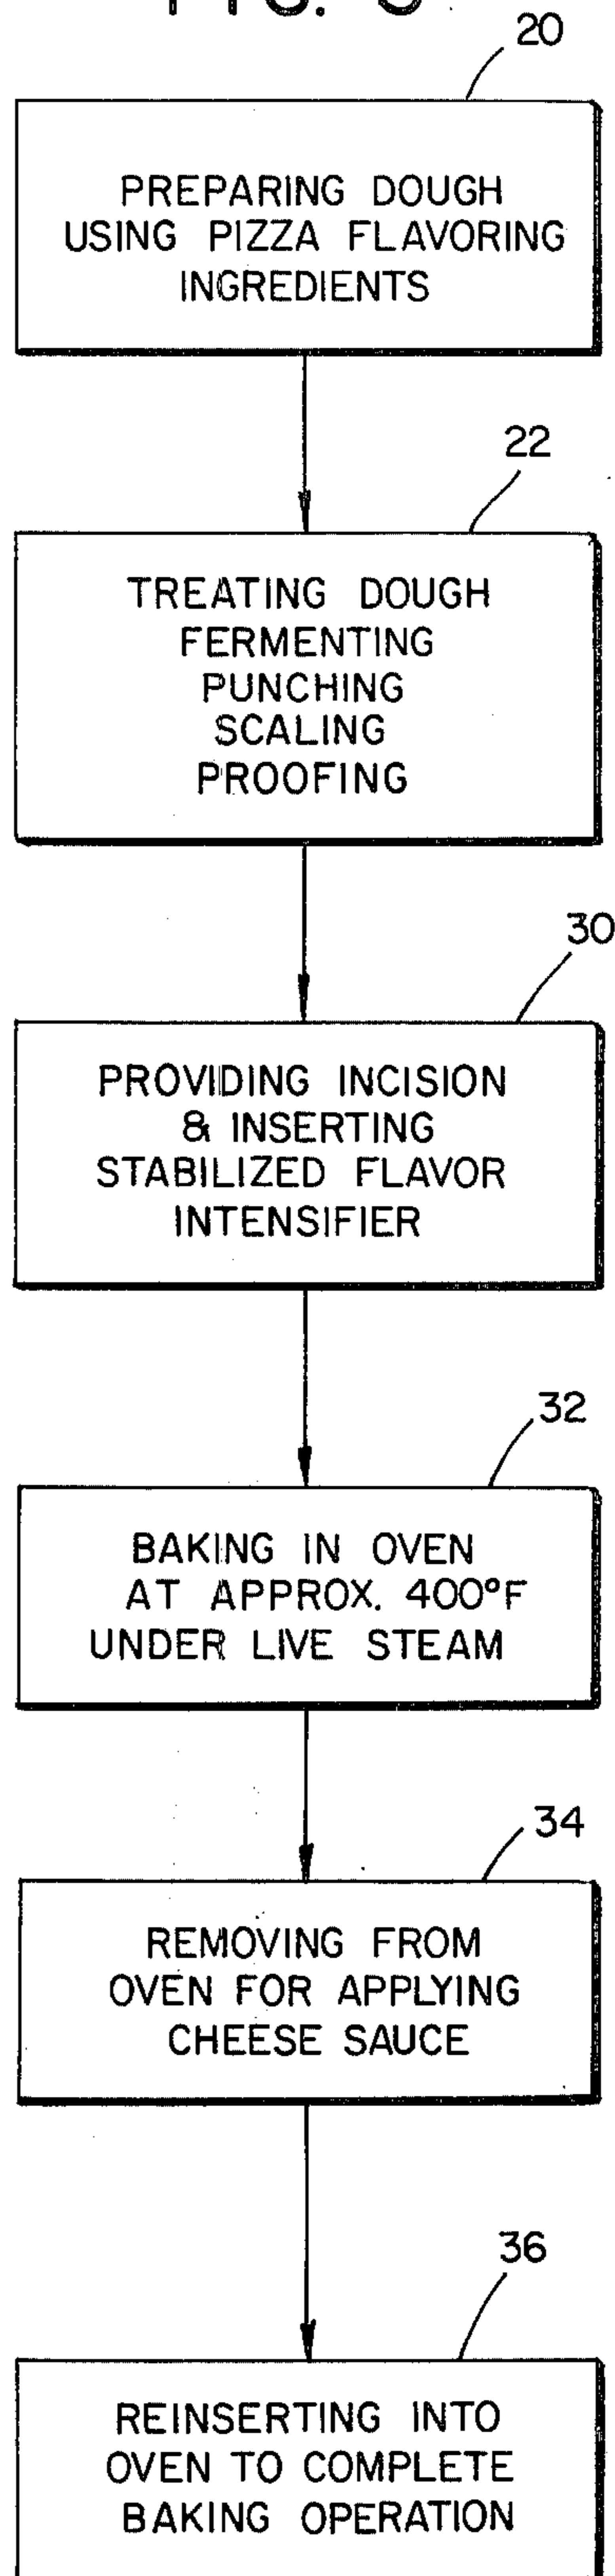 20
PREPARING DOUGH
USING PIZZA FLAVORING
INGREDIENTS
22
TREATING DOUGH
FERMENTING
PUNCHING
SCALING
PROOFING
30
PROVIDING INCISION
& INSERTING
STABILIZED FLAVOR
INTENSIFIER
32
BAKING IN OVEN
AT APPROX. 400°F
UNDER LIVE STEAM
34
REMOVING FROM
OVEN FOR APPLYING
CHEESE SAUCE
36
REINSERTING INTO
OVEN TO COMPLETE
BAKING OPERATION